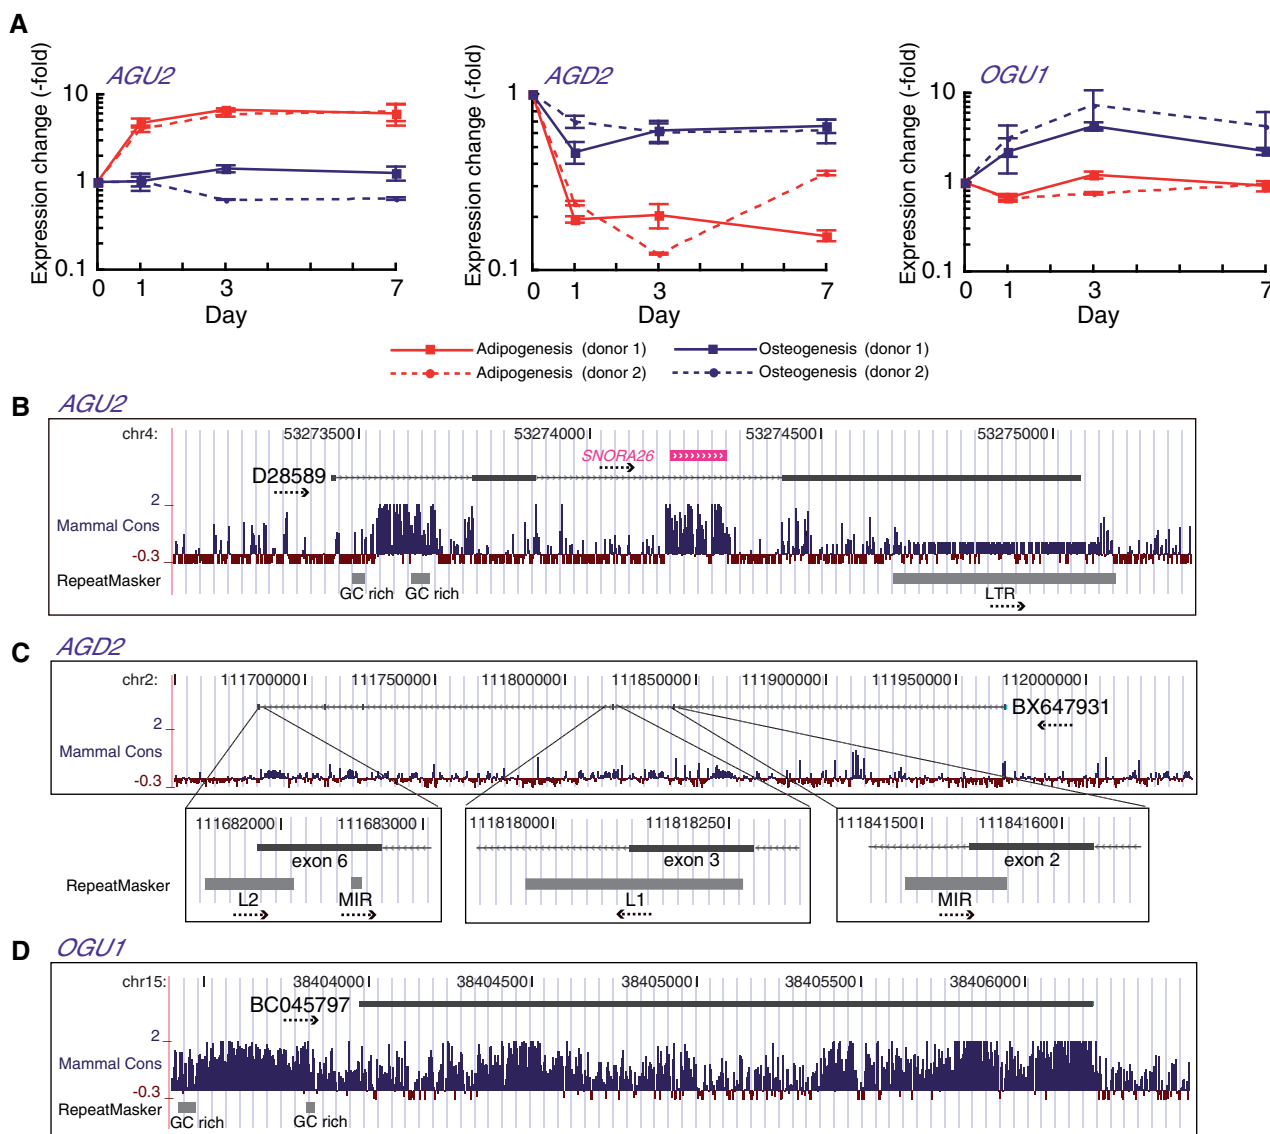 A
AGU2
AGD2
OGU1
Expression change (-fold)
10
1
0.1
0 1 3 7
Day
Expression change (-fold)
1
0.1
0 1 3 7
Day
Expression change (-fold)
10
1
0.1
0 1 3 7
Day
Adipogenesis (donor 1)
Osteogenesis (donor 1)
Adipogenesis (donor 2)
Osteogenesis (donor 2)
B
AGU2
chr4: 53273500 53274000 53274500 53275000
SNORA26
D28589
2
Mammal Cons
-0.3
RepeatMasker
GC rich GC rich LTR
C
AGD2
chr2: 111700000 111750000 111800000 111850000 111900000 111950000 112000000
BX647931
2
Mammal Cons
-0.3
111682000 111683000
exon 6
L2 MIR
111818000 111818250
exon 3
L1
111841500 111841600
exon 2
MIR
RepeatMasker
D
OGU1
chr15: 38404000 38404500 38405000 38405500 38406000
BC045797
2
Mammal Cons
-0.3
RepeatMasker
GC rich GC rich